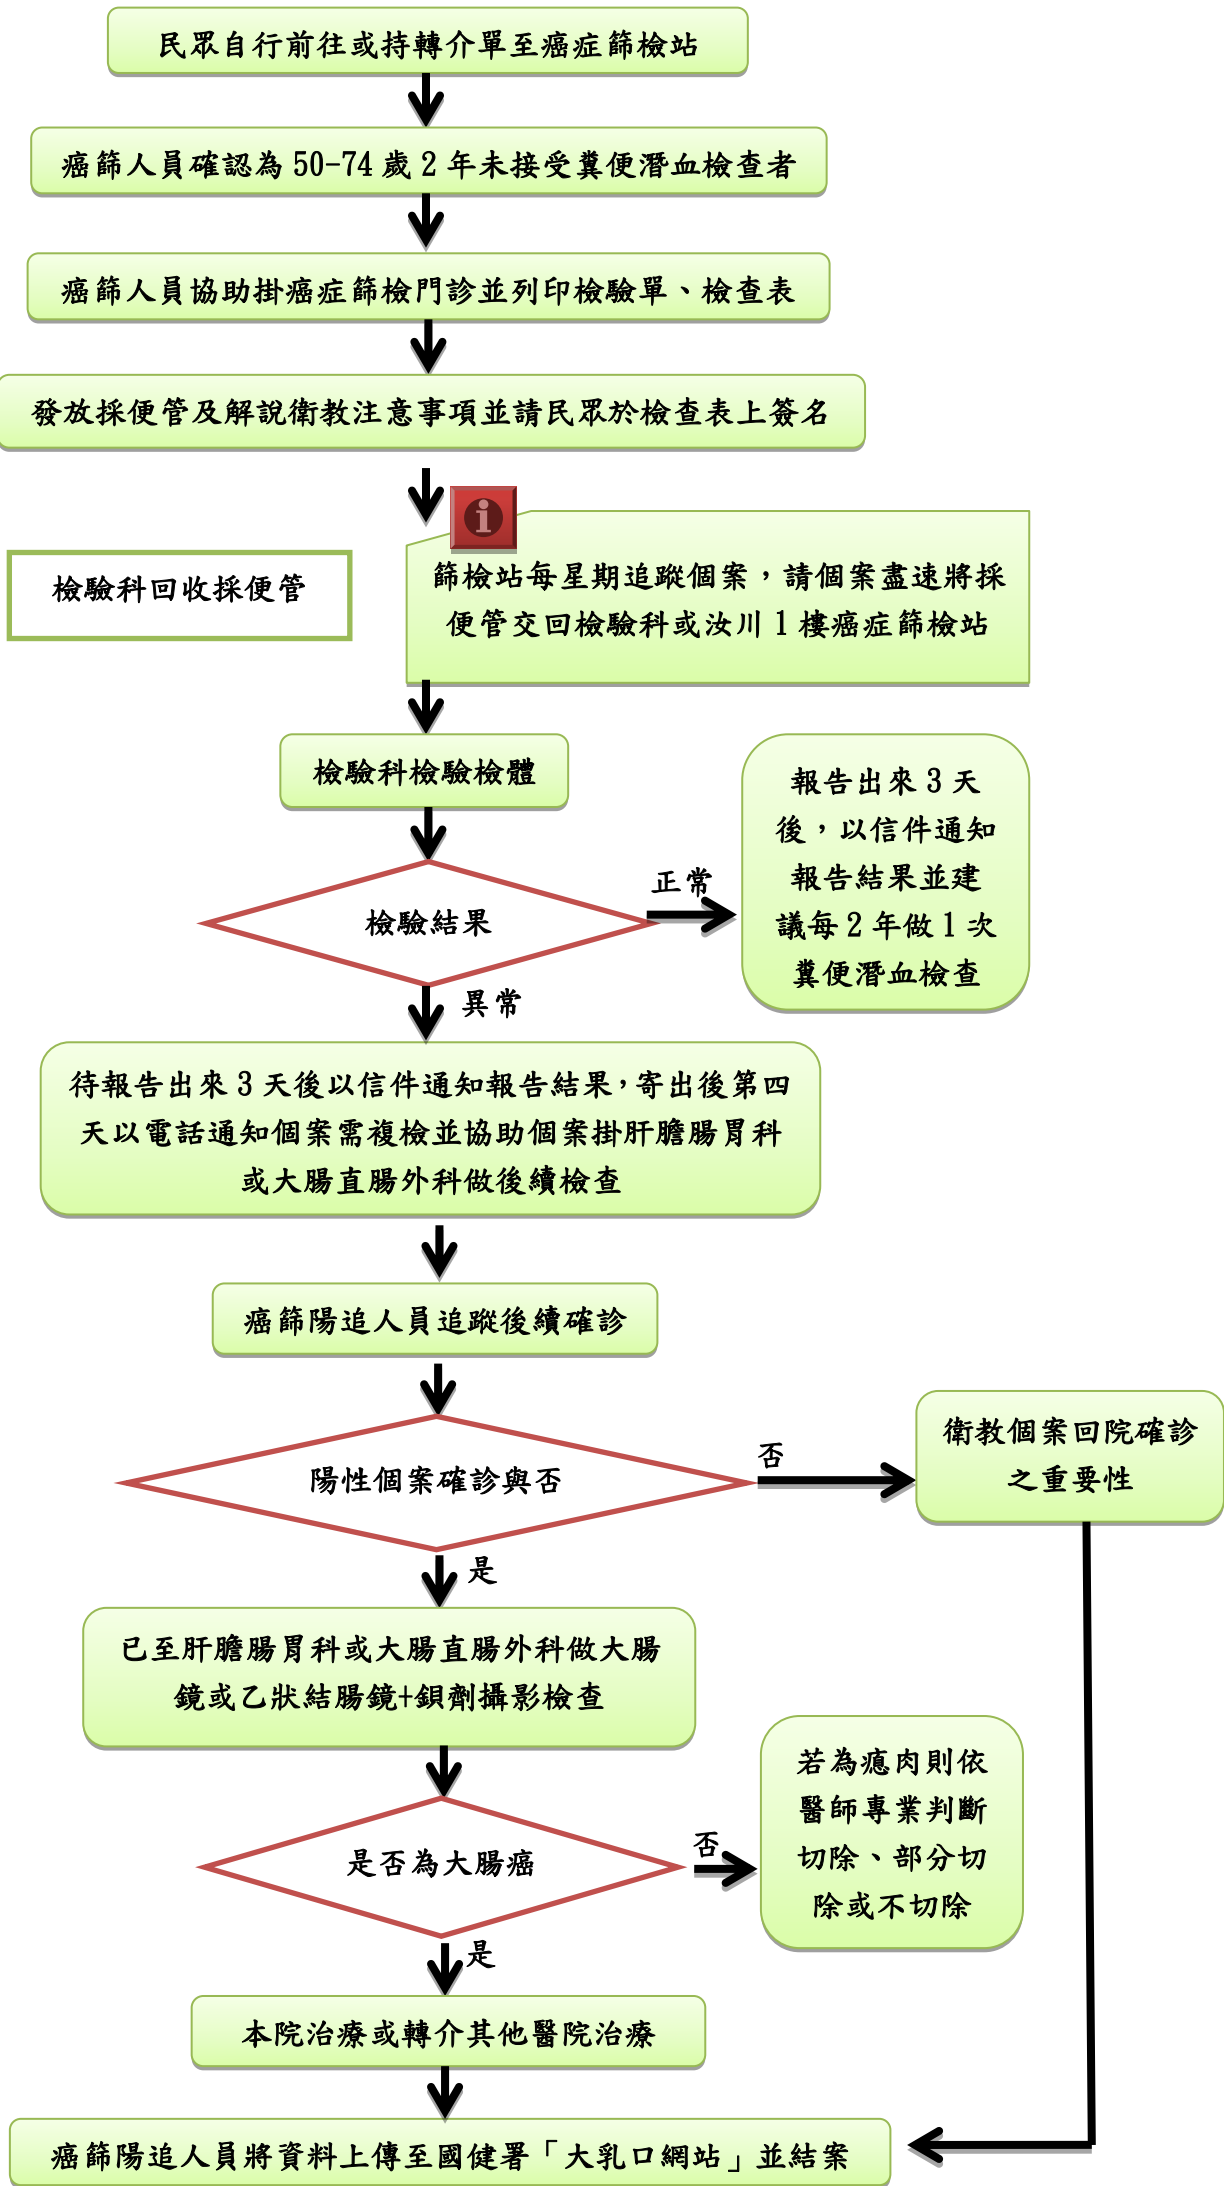 民眾自行前往或持轉介單至癌症篩檢站
癌篩人員確認為 50-74 歲 2 年未接受糞便潛血檢查者
癌篩人員協助掛癌症篩檢門診並列印檢驗單、檢查表
發放採便管及解說衛教注意事項並請民眾於檢查表上簽名
檢驗科回收採便管
i
篩檢站每星期追蹤個案，請個案盡速將採
便管交回檢驗科或汝川 1 樓癌症篩檢站
檢驗科檢驗檢體
檢驗結果
正常
報告出來 3 天
後，以信件通知
報告結果並建
議每 2 年做 1 次
糞便潛血檢查
異常
待報告出來 3 天後以信件通知報告結果，寄出後第四
天以電話通知個案需複檢並協助個案掛肝膽腸胃科
或大腸直腸外科做後續檢查
癌篩陽追人員追蹤後續確診
陽性個案確診與否
否
衛教個案回院確診
之重要性
是
已至肝膽腸胃科或大腸直腸外科做大腸
鏡或乙狀結腸鏡+鋇劑攝影檢查
是否為大腸癌
否
若為瘜肉則依
醫師專業判斷
切除、部分切
除或不切除
是
本院治療或轉介其他醫院治療
癌篩陽追人員將資料上傳至國健署「大乳口網站」並結案